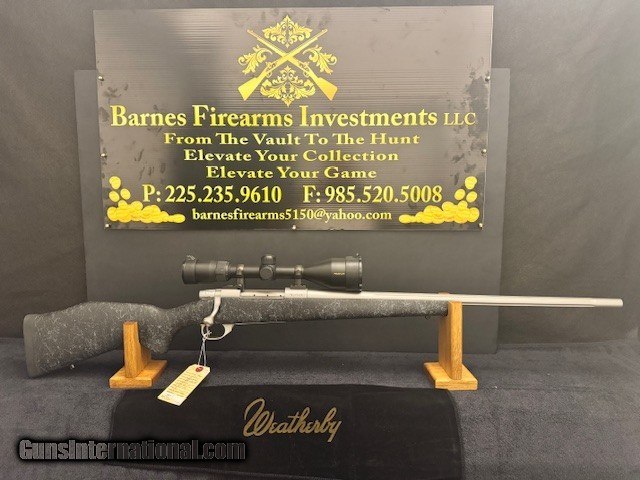 Barnes Firearms Investments LLC
From The Vault To The Hunt
Elevate Your Collection
Elevate Your Game
P: 225.235.9610 F: 985.520.5008
barnesfirearms5150@yahoo.com
Weatherby
GunsInternational.com